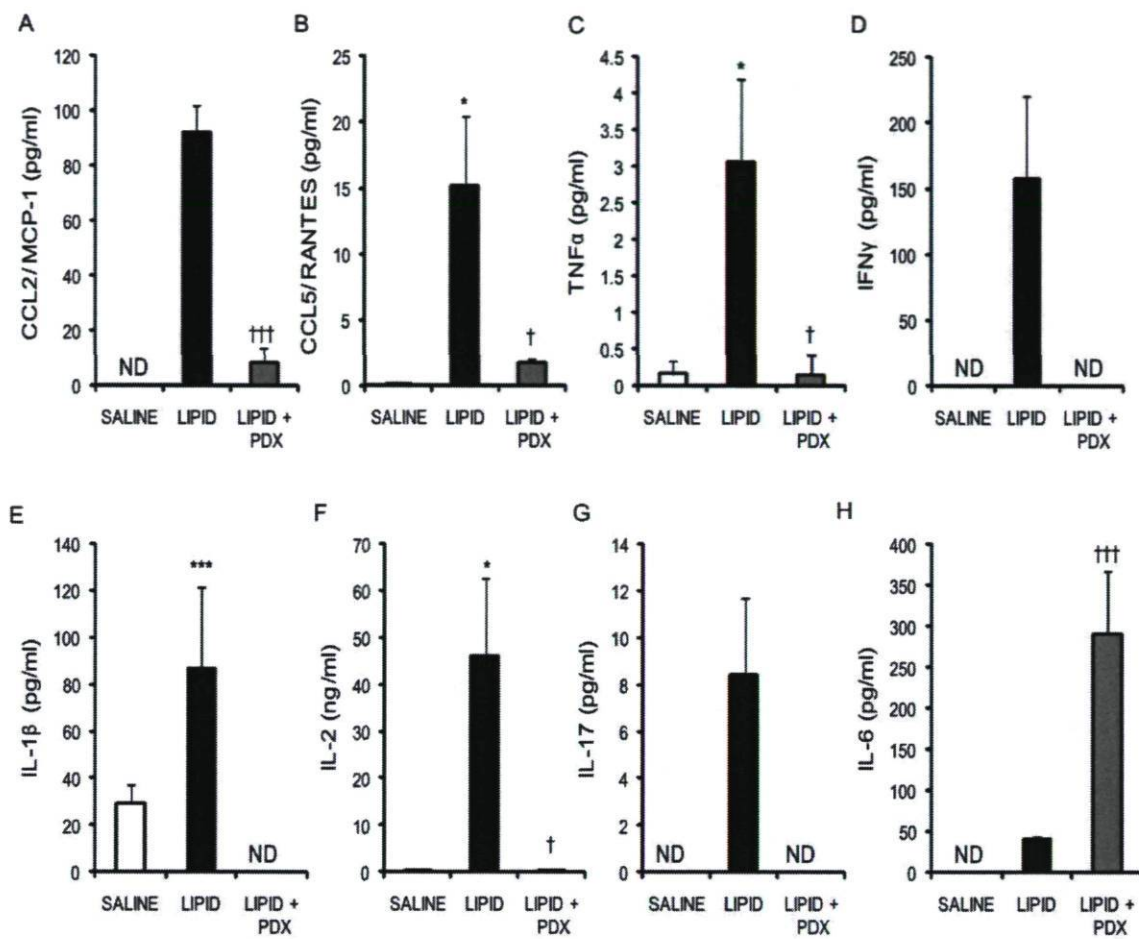 A
CCL2/MCP-1 (pg/ml)
120
100
80
60
40
20
0
ND
†††
SALINE LIPID LIPID +
PDX
B
CCL5/RANTES (pg/ml)
25
20
15
10
5
0
*
†
SALINE LIPID LIPID +
PDX
C
TNFα (pg/ml)
4.5
4
3.5
3
2.5
2
1.5
1
0.5
0
*
†
SALINE LIPID LIPID +
PDX
D
IFNγ (pg/ml)
250
200
150
100
50
0
ND ND
SALINE LIPID LIPID +
PDX
E
IL-1β (pg/ml)
140
120
100
80
60
40
20
0
***
ND
SALINE LIPID LIPID +
PDX
F
IL-2 (ng/ml)
70
60
50
40
30
20
10
0
*
†
SALINE LIPID LIPID +
PDX
G
IL-17 (pg/ml)
14
12
10
8
6
4
2
0
ND ND
SALINE LIPID LIPID +
PDX
H
IL-6 (pg/ml)
400
350
300
250
200
150
100
50
0
ND
†††
SALINE LIPID LIPID +
PDX